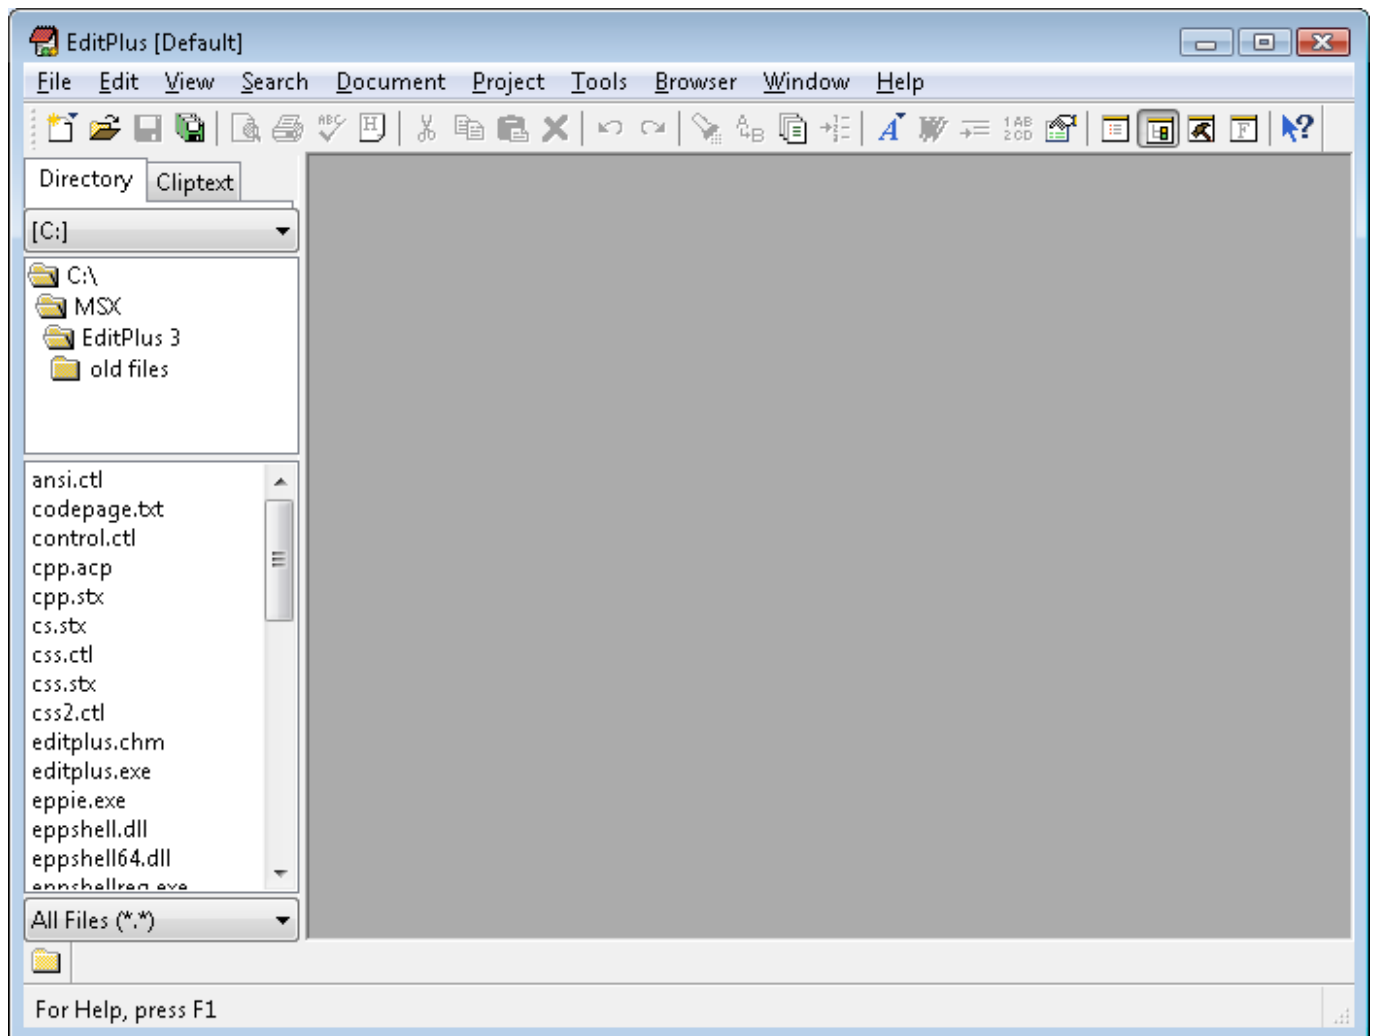 EditPlus [Default]
File Edit View Search Document Project Tools Browser Window Help
Directory Cliptext
[C:]
C:\
MSX
EditPlus 3
old files
ansi.ctl
codepage.txt
control.ctl
cpp.acp
cpp.stx
cs.stx
css.ctl
css.stx
css2.ctl
editplus.chm
editplus.exe
eppie.exe
eppshell.dll
eppshell64.dll
eppshellreg.exe
All Files (*.*)
For Help, press F1